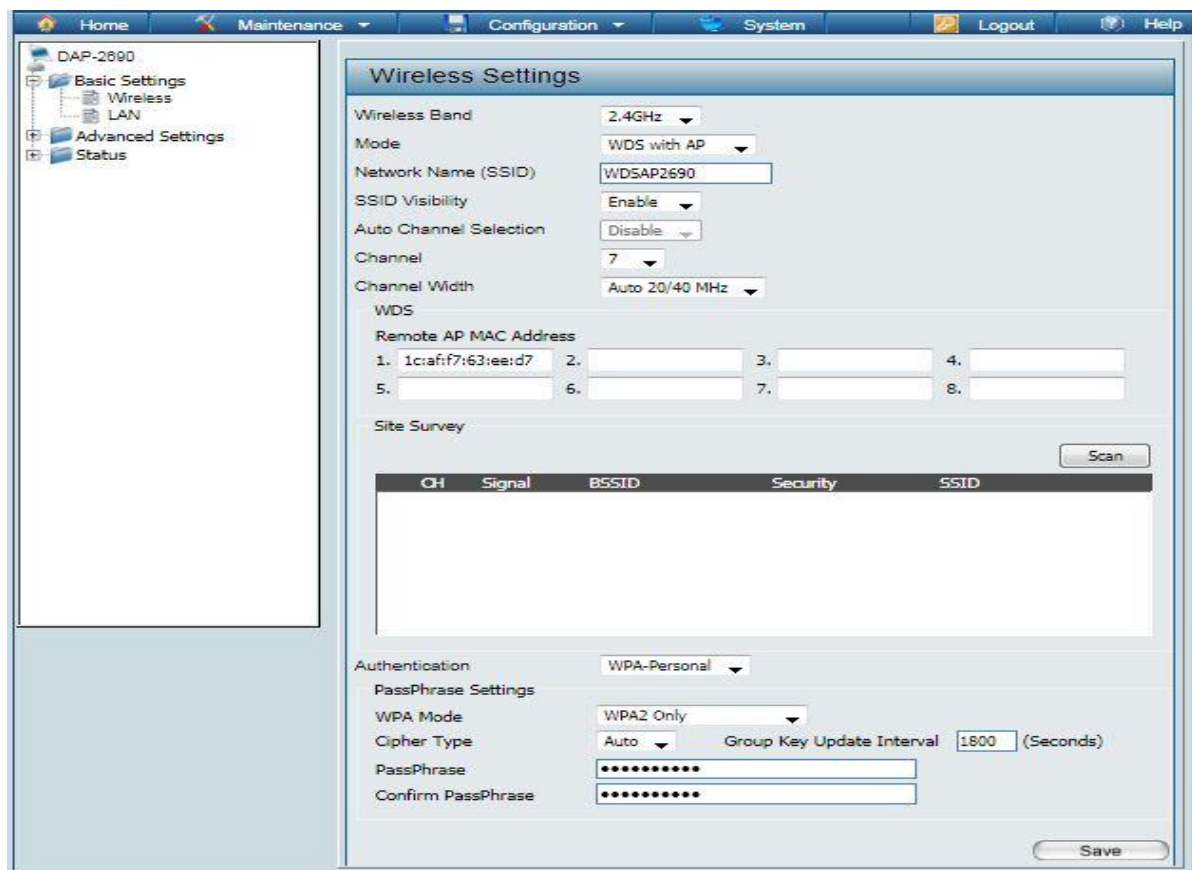 Home Maintenance Configuration System Logout Help
DAP-2690
Basic Settings
Wireless
LAN
Advanced Settings
Status
Wireless Settings
Wireless Band 2.4GHz
Mode WDS with AP
Network Name (SSID) WDSAP2690
SSID Visibility Enable
Auto Channel Selection Disable
Channel 7
Channel Width Auto 20/40 MHz
WDS
Remote AP MAC Address
1. 1c:af:f7:63:ee:d7 2. 3. 4.
5. 6. 7. 8.
Site Survey
Scan
CH Signal BSSID Security SSID
Authentication WPA-Personal
PassPhrase Settings
WPA Mode WPA2 Only
Cipher Type Auto Group Key Update Interval 1800 (Seconds)
PassPhrase ●●●●●●●●●●
Confirm PassPhrase ●●●●●●●●●●
Save